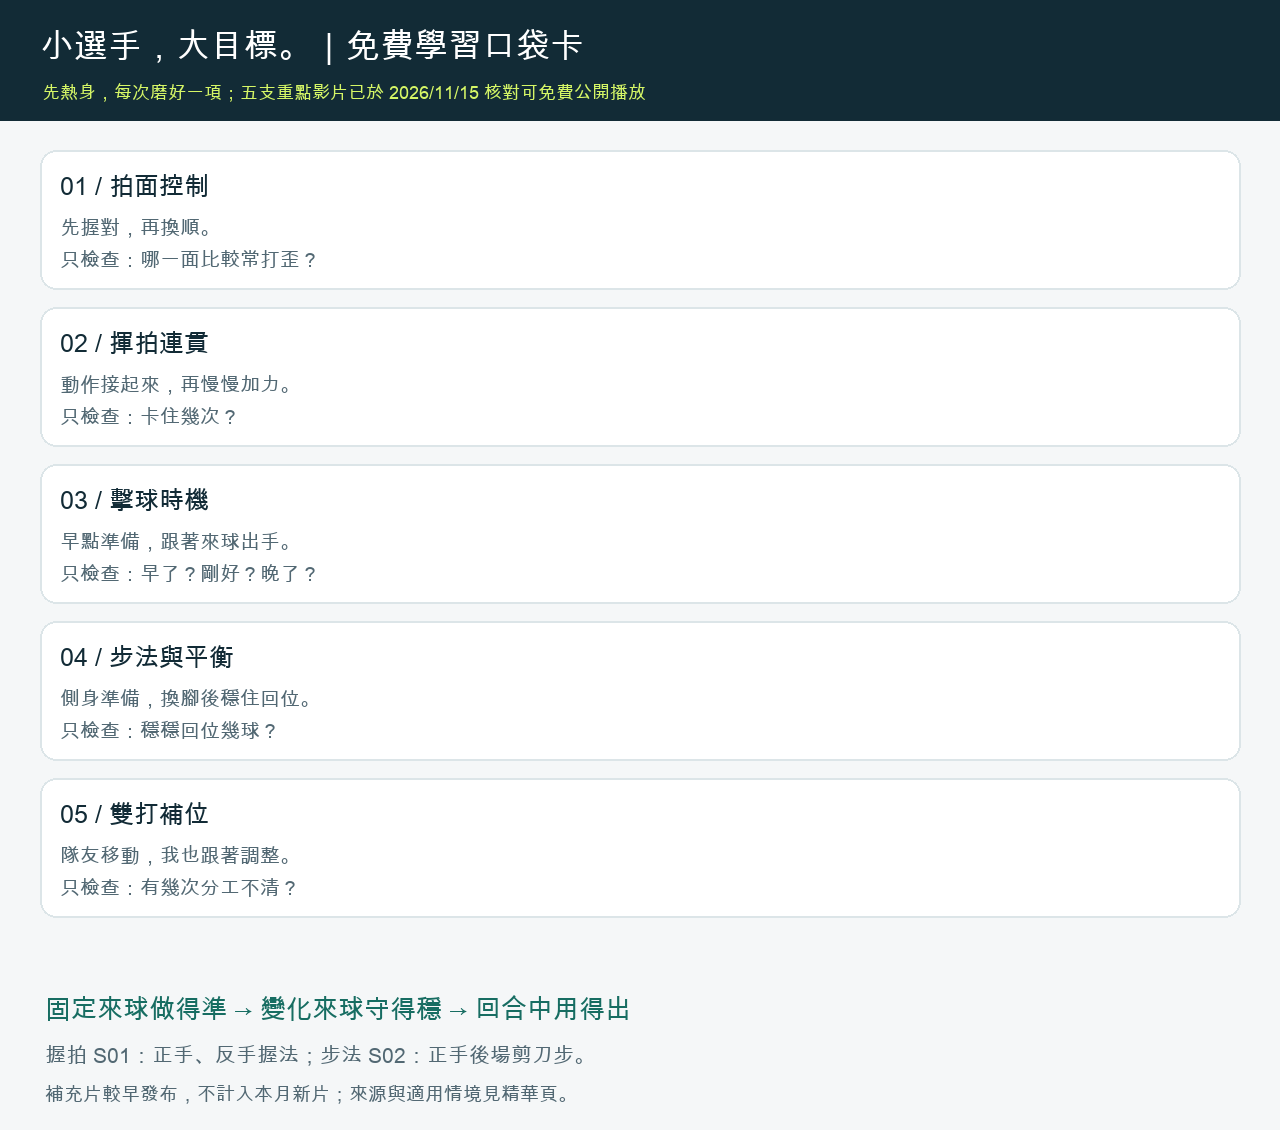 小選手，大目標。｜免費學習口袋卡
先熱身，每次磨好一項；五支重點影片已於 2026/11/15 核對可免費公開播放
01 / 拍面控制
先握對，再換順。
只檢查：哪一面比較常打歪？
02 / 揮拍連貫
動作接起來，再慢慢加力。
只檢查：卡住幾次？
03 / 擊球時機
早點準備，跟著來球出手。
只檢查：早了？剛好？晚了？
04 / 步法與平衡
側身準備，換腳後穩住回位。
只檢查：穩穩回位幾球？
05 / 雙打補位
隊友移動，我也跟著調整。
只檢查：有幾次分工不清？
固定來球做得準→變化來球守得穩→回合中用得出
握拍 S01：正手、反手握法；步法 S02：正手後場剪刀步。
補充片較早發布，不計入本月新片；來源與適用情境見精華頁。